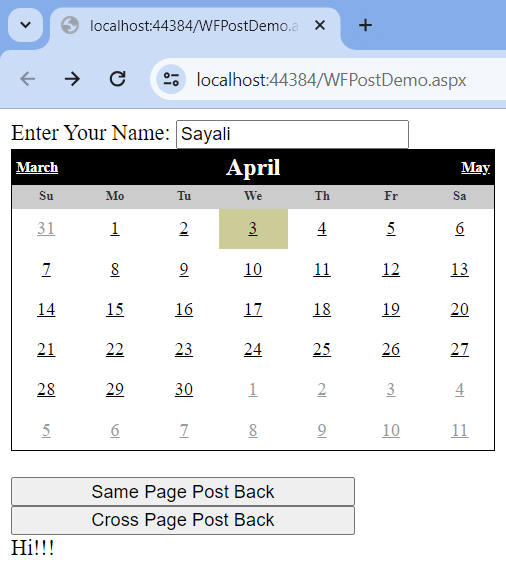 localhost:44384/WFPostDemo.a
localhost:44384/WFPostDemo.aspx
Enter Your Name: Sayali
March April May
Su Mo Tu We Th Fr Sa
31 1 2 3 4 5 6
7 8 9 10 11 12 13
14 15 16 17 18 19 20
21 22 23 24 25 26 27
28 29 30 1 2 3 4
5 6 7 8 9 10 11
Same Page Post Back
Cross Page Post Back
Hi!!!